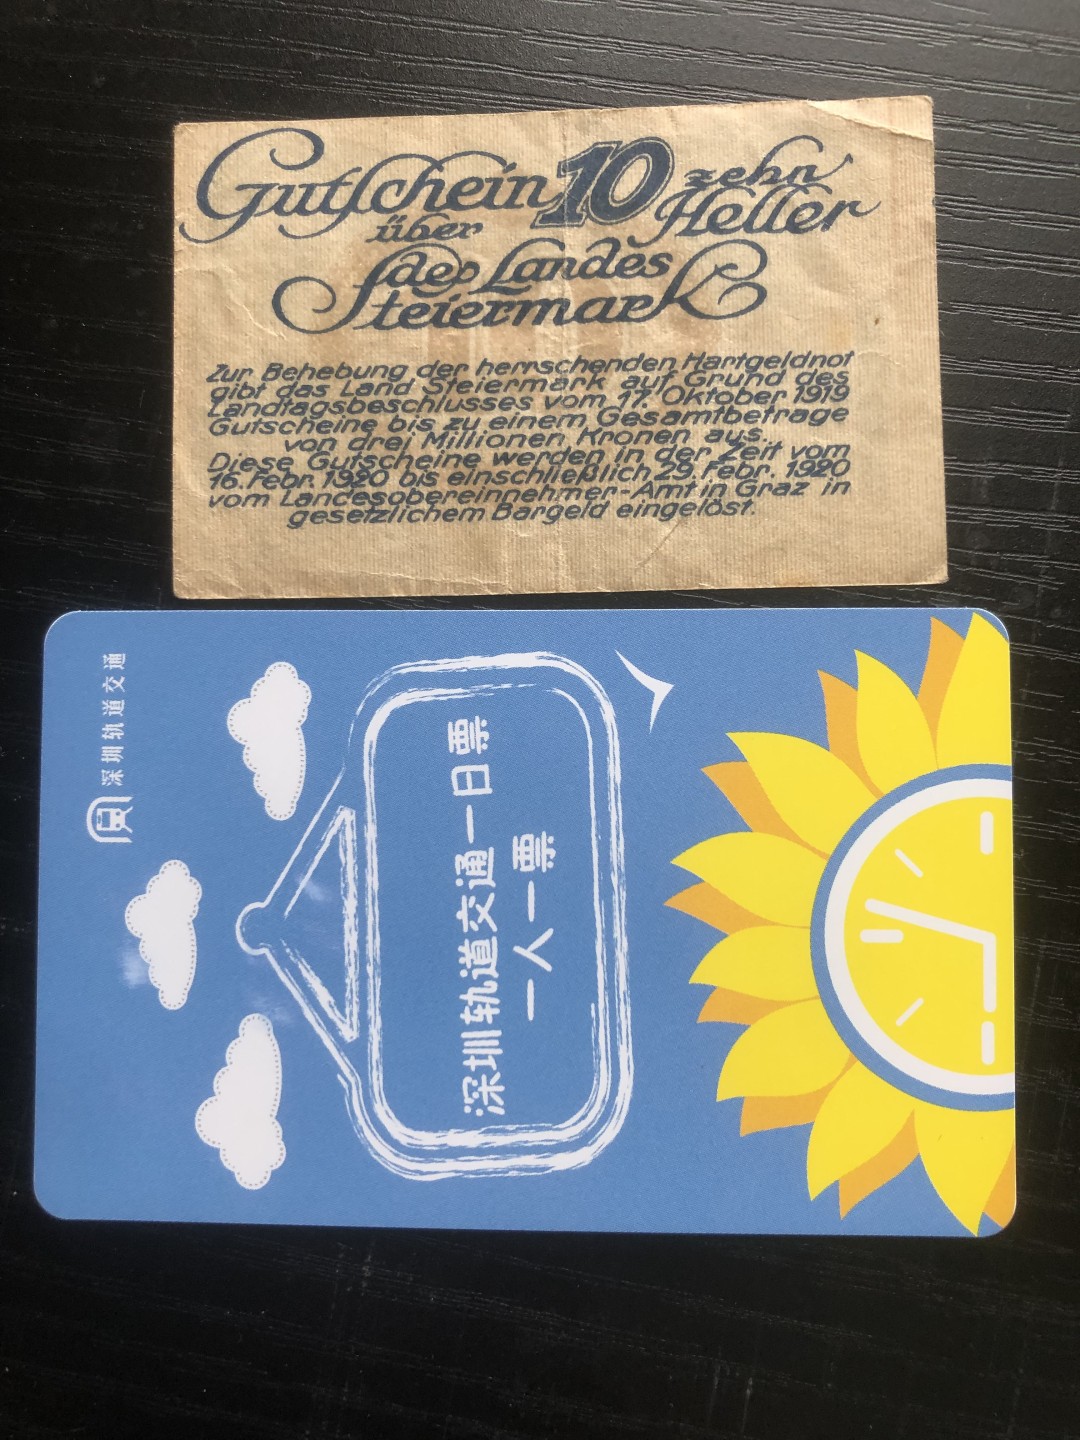 Gutschein 10 zehn
über Heller
des Landes
Steiermark
Zur Behebung der herrschenden Hartgeldnot
gibt das Land Steiermark auf Grund des
Landtagsbeschlusses vom 17. Oktober 1919
Gutscheine bis zu einem Gesamtbetrage
von drei Millionen Kronen aus.
Diese Gutscheine werden in der Zeit vom
16. Febr. 1920 bis einschließlich 29. Febr. 1920
vom Landesobereinnehmer-Amt in Graz in
gesetzlichem Bargeld eingelöst.
深圳轨道交通
深圳轨道交通一日票
一人一票